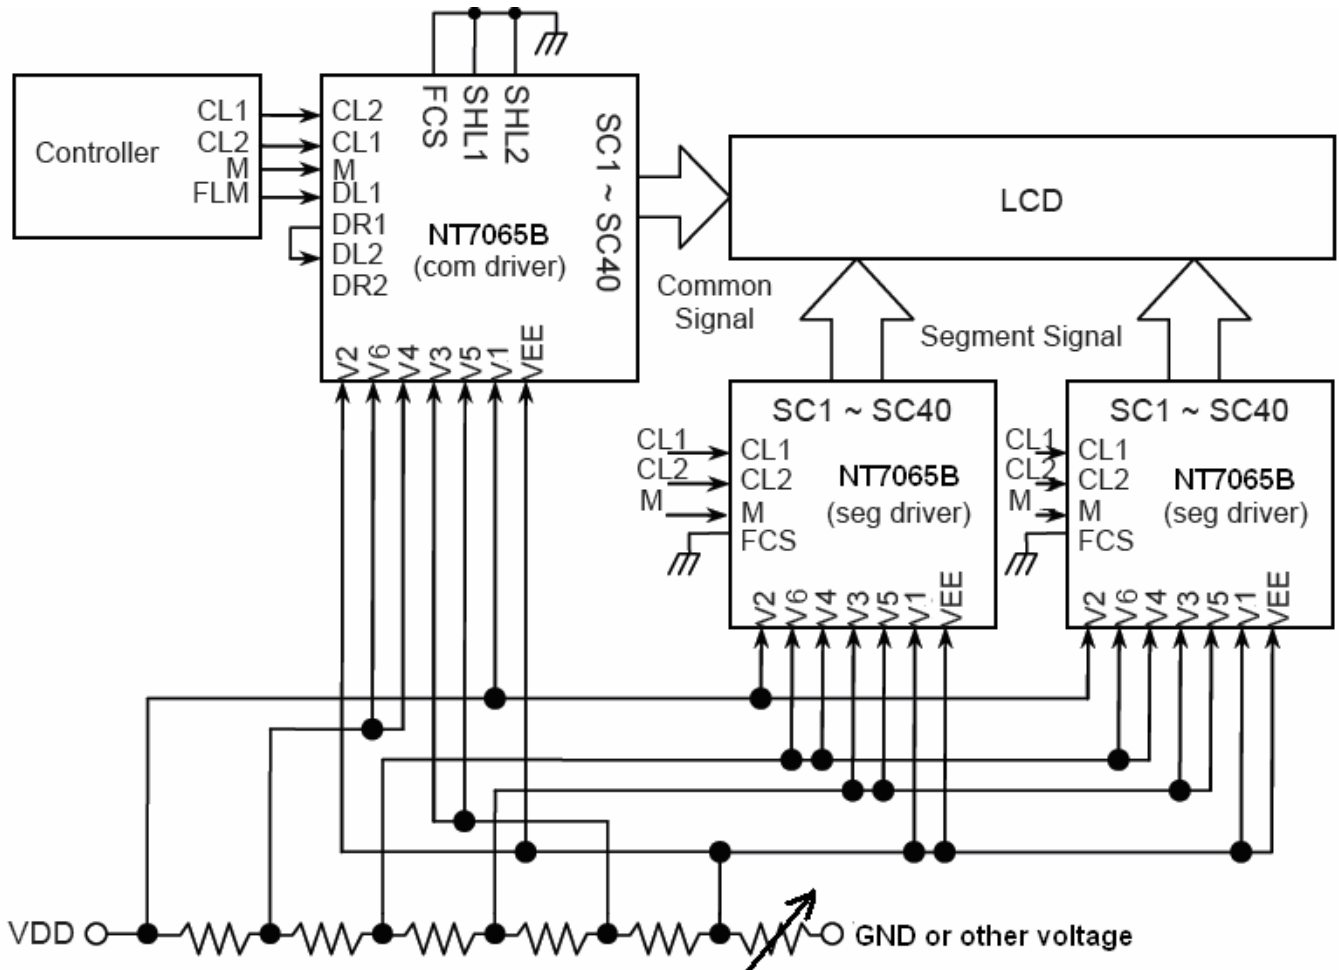 Controller
CL1
CL2
M
FLM
CL2
CL1
M
DL1
DR1
DL2
DR2
FCS
SHL1
SHL2
SC1 ~ SC40
NT7065B
(com driver)
V2
V6
V4
V3
V5
V1
VEE
LCD
Common
Signal
Segment Signal
CL1
CL2
M
SC1 ~ SC40
CL1
CL2
M
FCS
NT7065B
(seg driver)
V2
V6
V4
V3
V5
V1
VEE
CL1
CL2
M
SC1 ~ SC40
CL1
CL2
M
FCS
NT7065B
(seg driver)
V2
V6
V4
V3
V5
V1
VEE
VDD
GND or other voltage